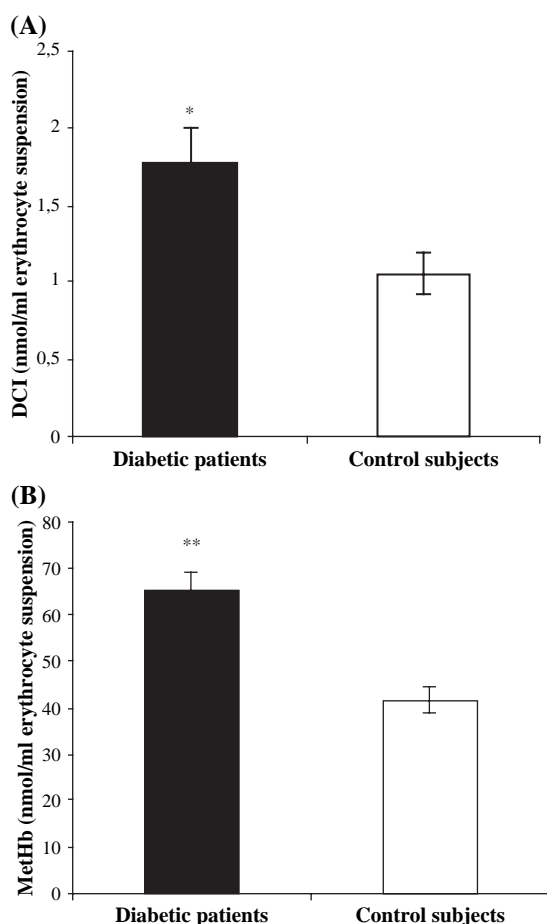 (A)
DCI (nmol/ml erythrocyte suspension)
2,5
2
1,5
1
0,5
0
*
Diabetic patients
Control subjects
(B)
MetHb (nmol/ml erythrocyte suspension)
80
70
60
50
40
30
20
10
0
**
Diabetic patients
Control subjects